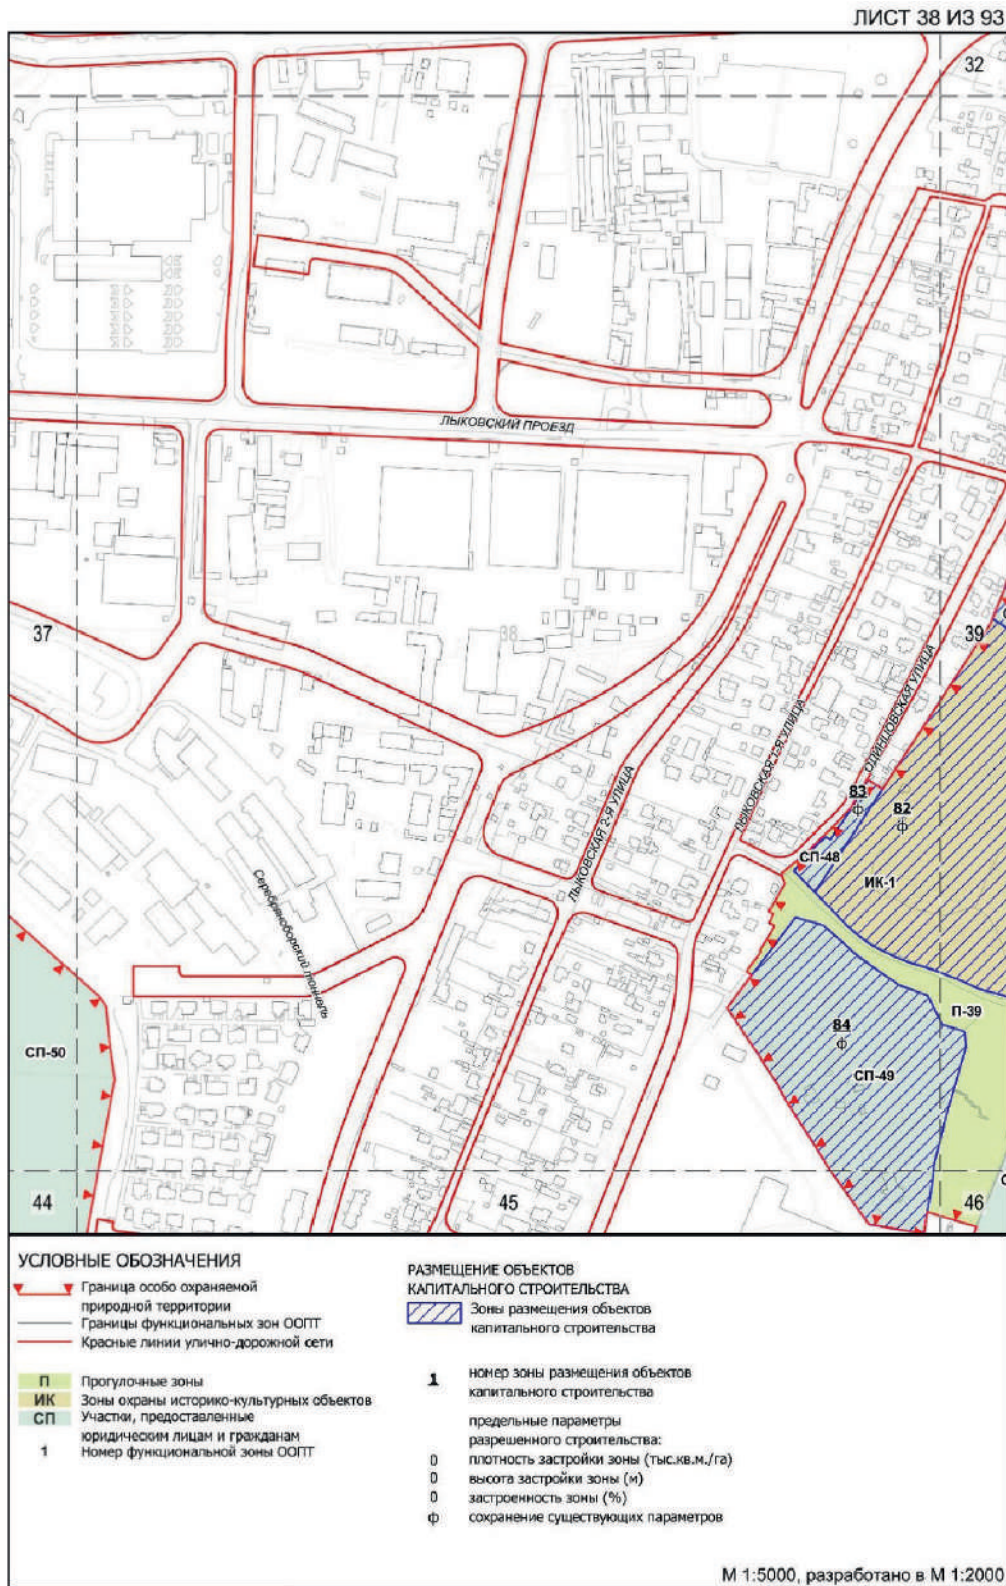 ЛИСТ 38 ИЗ 93
32
ЛЫКОВСКИЙ ПРОЕЗД
37
38
39
ОДИНЦОВСКАЯ УЛИЦА
ЛЫКОВСКАЯ 1-Я УЛИЦА
ЛЫКОВСКАЯ 2-Я УЛИЦА
83
ф
82
ф
СП-48
ИК-1
Серебряноборский тоннель
П-39
84
ф
СП-49
СП-50
44
45
46
УСЛОВНЫЕ ОБОЗНАЧЕНИЯ
Граница особо охраняемой
природной территории
Границы функциональных зон ООПТ
Красные линии улично-дорожной сети
П Прогулочные зоны
ИК Зоны охраны историко-культурных объектов
СП Участки, предоставленные
юридическим лицам и гражданам
1 Номер функциональной зоны ООПТ
РАЗМЕЩЕНИЕ ОБЪЕКТОВ
КАПИТАЛЬНОГО СТРОИТЕЛЬСТВА
Зоны размещения объектов
капитального строительства
1 номер зоны размещения объектов
капитального строительства
предельные параметры
разрешенного строительства:
0 плотность застройки зоны (тыс.кв.м./га)
0 высота застройки зоны (м)
0 застроенность зоны (%)
ф сохранение существующих параметров
М 1:5000, разработано в М 1:2000